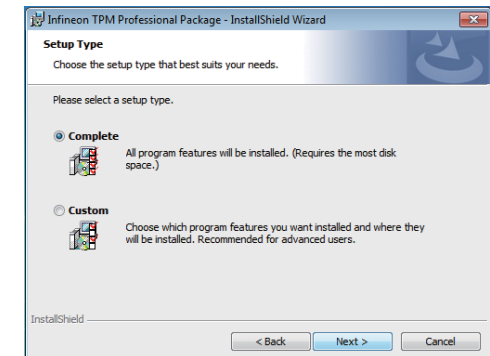 Infineon TPM Professional Package - InstallShield Wizard
Setup Type
Choose the setup type that best suits your needs.
Please select a setup type.
Complete
All program features will be installed. (Requires the most disk
space.)
Custom
Choose which program features you want installed and where they
will be installed. Recommended for advanced users.
InstallShield
< Back Next > Cancel